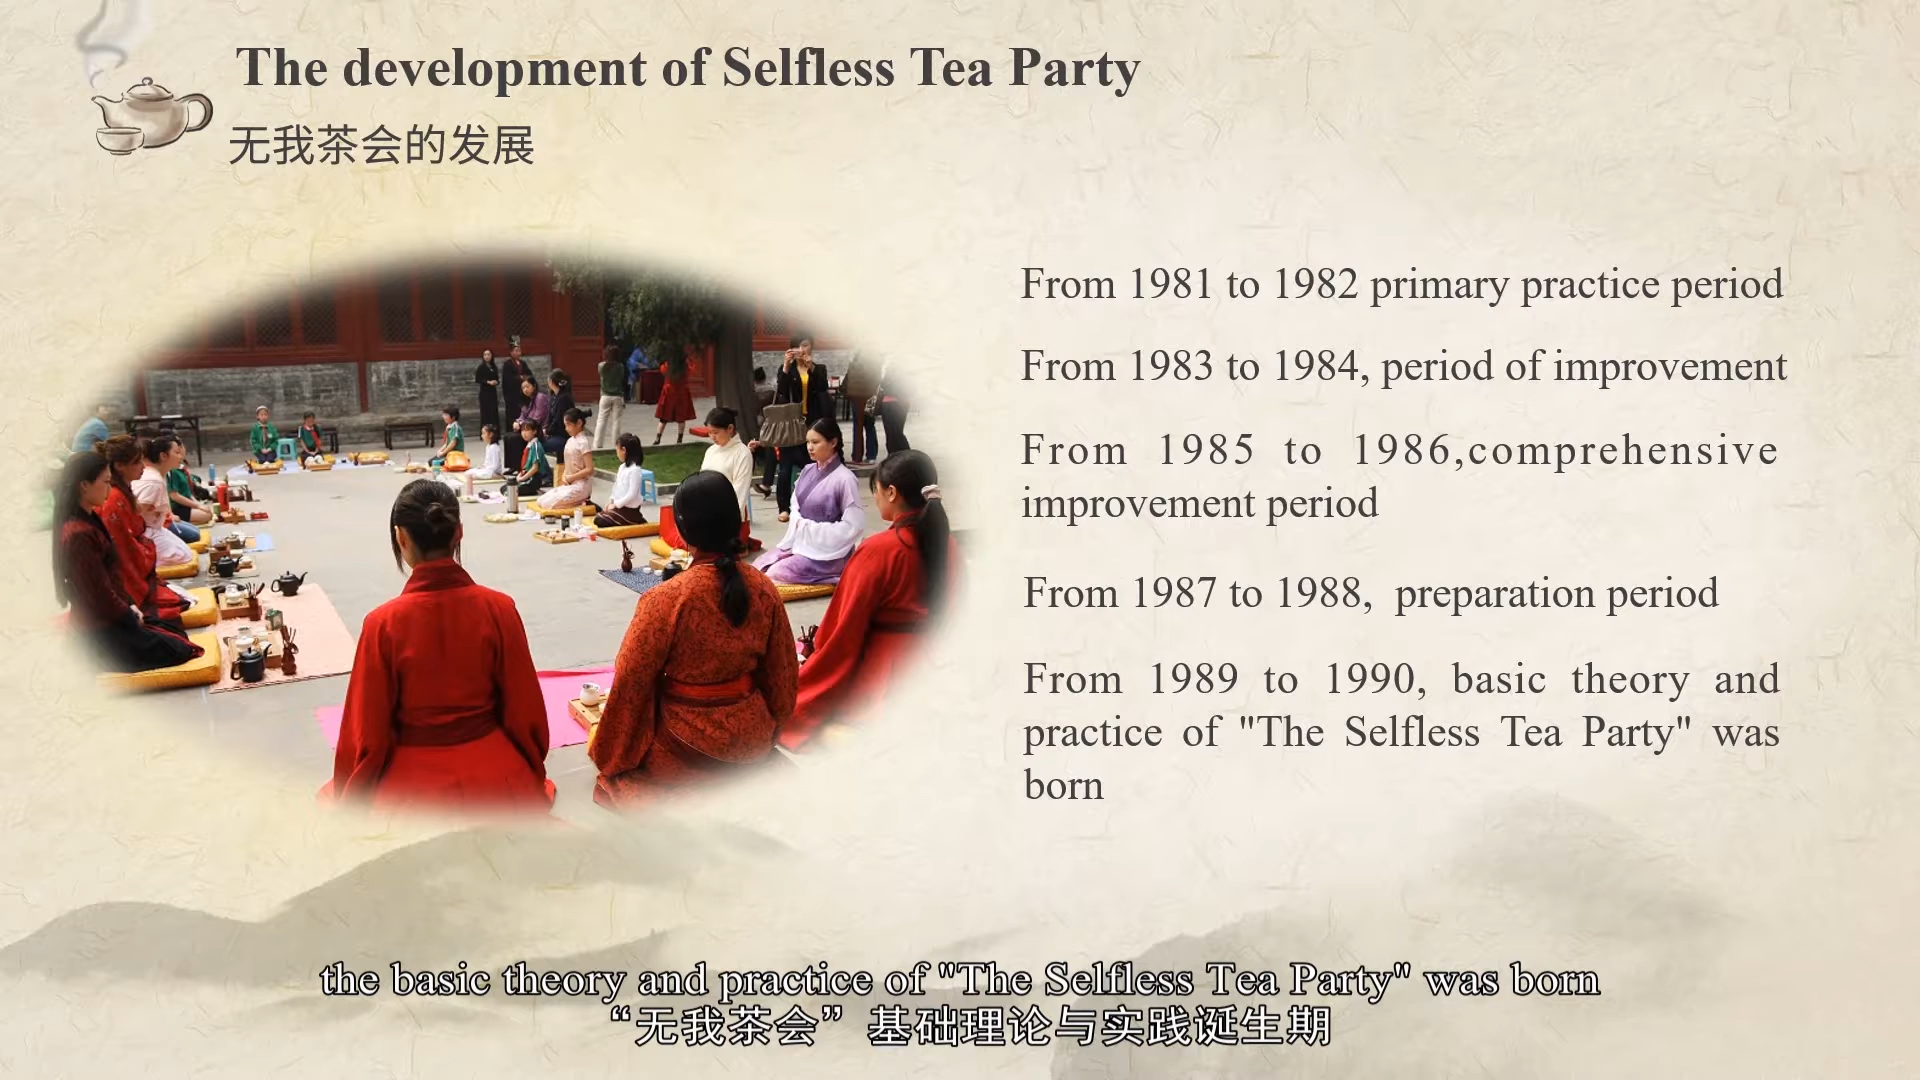 The development of Selfless Tea Party
无我茶会的发展
From 1981 to 1982 primary practice period
From 1983 to 1984, period of improvement
From 1985 to 1986,comprehensive
improvement period
From 1987 to 1988, preparation period
From 1989 to 1990, basic theory and
practice of "The Selfless Tea Party" was
born
the basic theory and practice of "The Selfless Tea Party" was born
“无我茶会”基础理论与实践诞生期